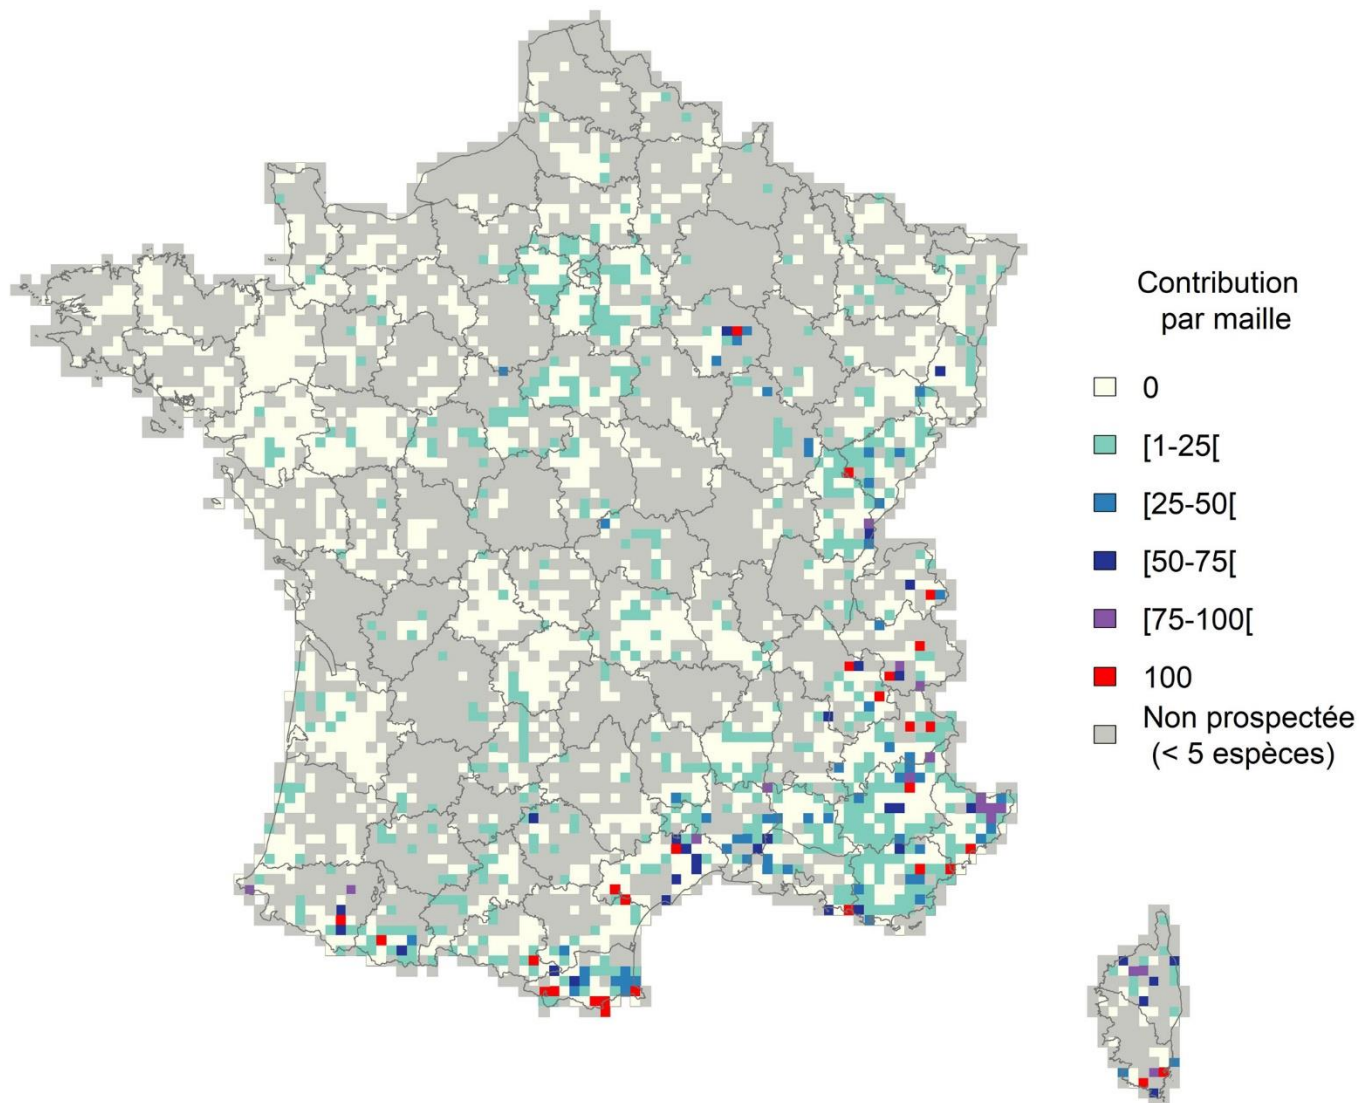 Contribution
par maille
0
[1-25[
[25-50[
[50-75[
[75-100[
100
Non prospectée
(< 5 espèces)